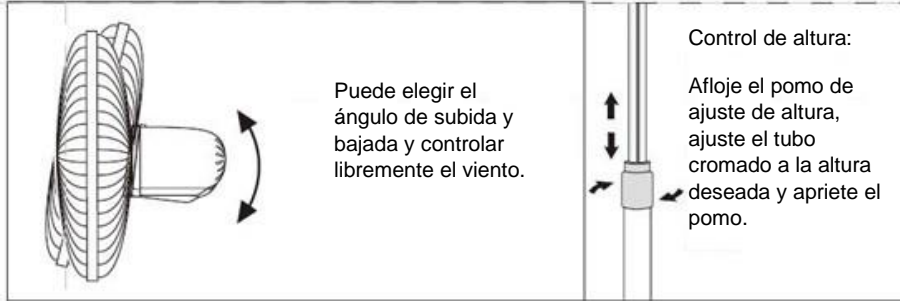 Puede elegir el
ángulo de subida y
bajada y controlar
libremente el viento.
Control de altura:
Afloje el pomo de
ajuste de altura,
ajuste el tubo
cromado a la altura
deseada y apriete el
pomo.